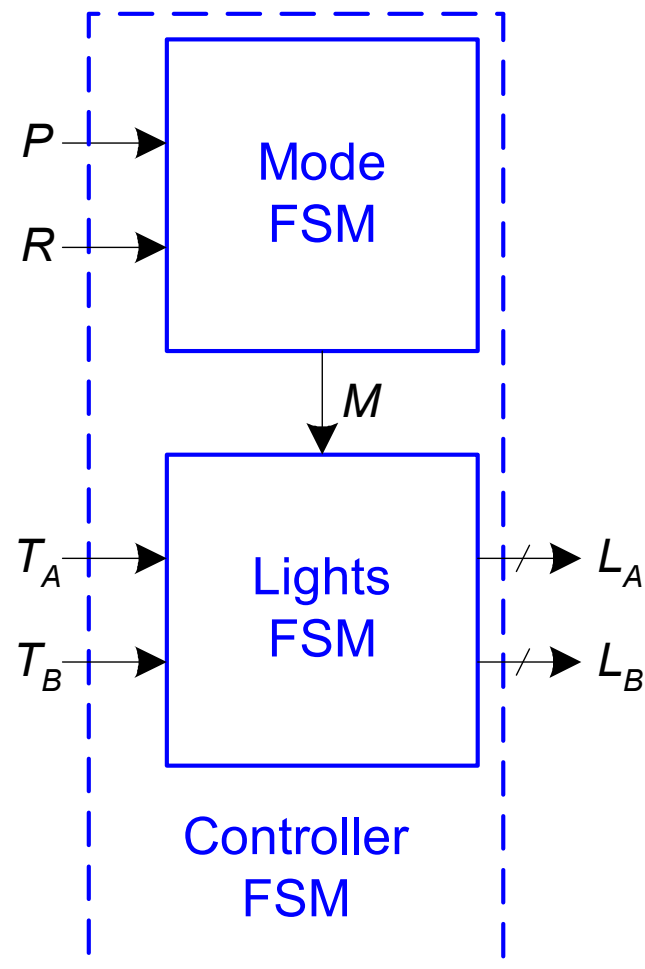 P
Mode
FSM
R
M
T_A
Lights
FSM
L_A
T_B
L_B
Controller
FSM